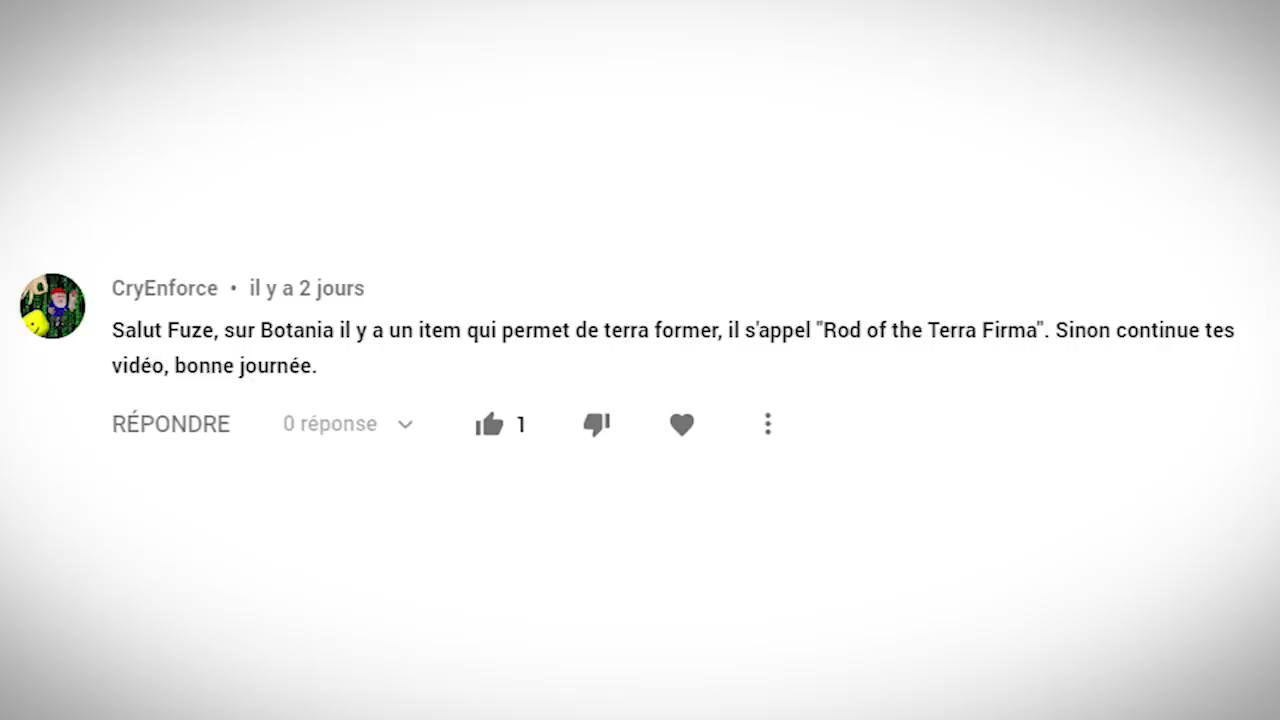 CryEnforce • il y a 2 jours
Salut Fuze, sur Botania il y a un item qui permet de terra former, il s'appel "Rod of the Terra Firma". Sinon continue tes
vidéo, bonne journée.
RÉPONDRE 0 réponse 1